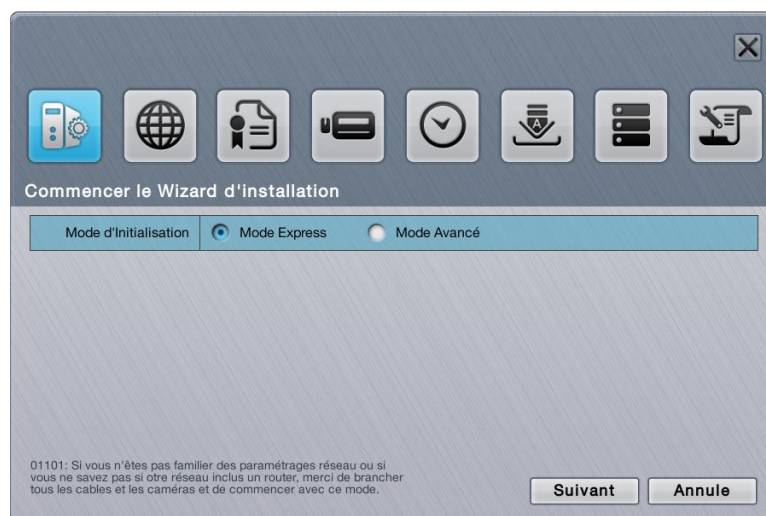 Commencer le Wizard d'installation
Mode d'Initialisation Mode Express Mode Avancé
01101: Si vous n'êtes pas familier des paramétrages réseau ou si
vous ne savez pas si otre réseau inclus un router, merci de brancher
tous les cables et les caméras et de commencer avec ce mode.
Suivant Annule